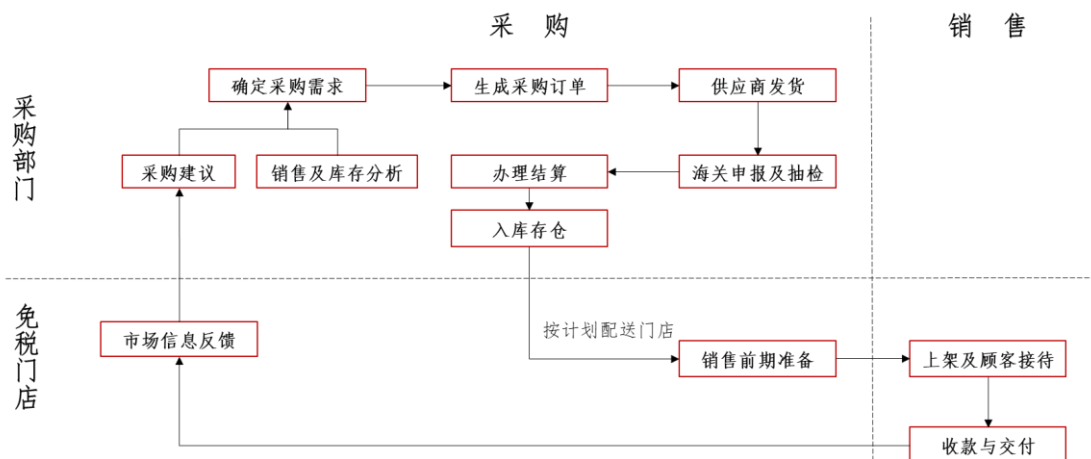 采 购
销 售
采购部门
确定采购需求
生成采购订单
供应商发货
采购建议
销售及库存分析
办理结算
海关申报及抽检
入库存仓
免税门店
市场信息反馈
按计划配送门店
销售前期准备
上架及顾客接待
收款与交付